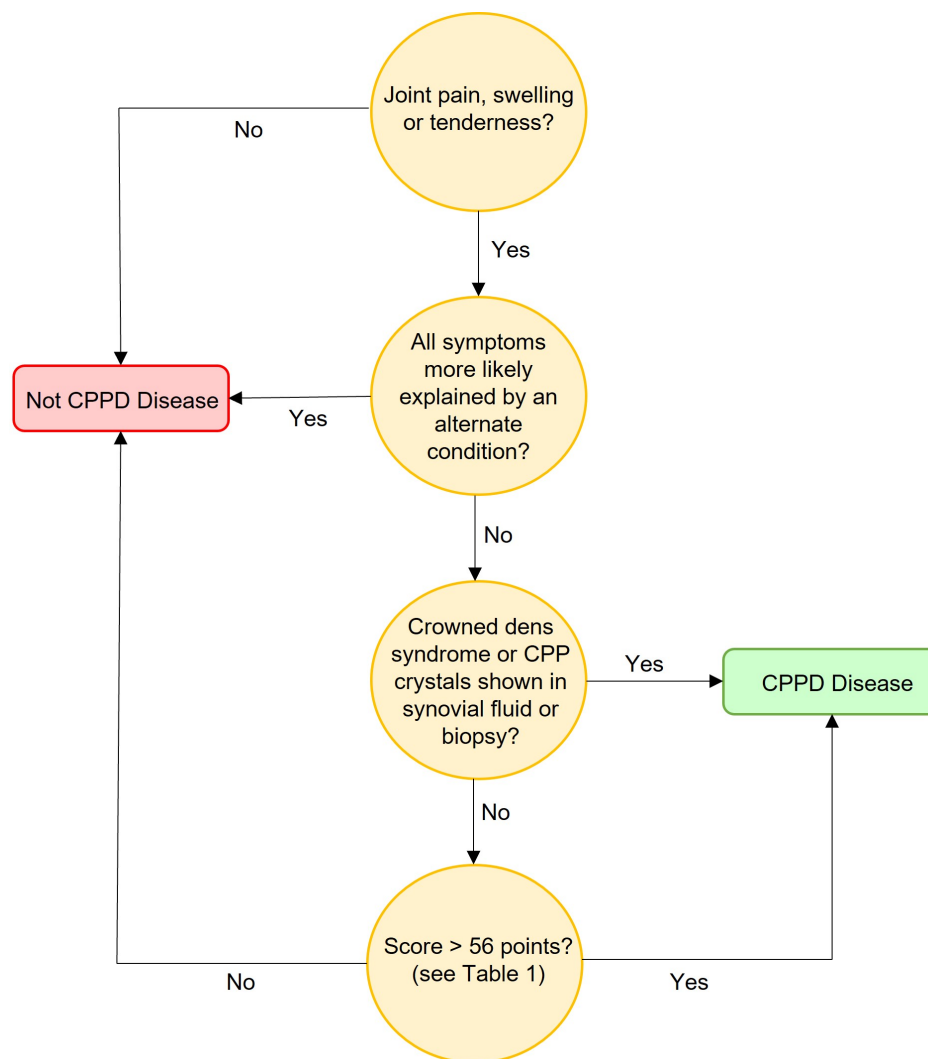 Joint pain, swelling
or tenderness?
No
Yes
All symptoms
more likely
explained by an
alternate
condition?
Not CPPD Disease
Yes
No
Crowned dens
syndrome or CPP
crystals shown in
synovial fluid or
biopsy?
Yes
CPPD Disease
No
Score > 56 points?
(see Table 1)
No
Yes